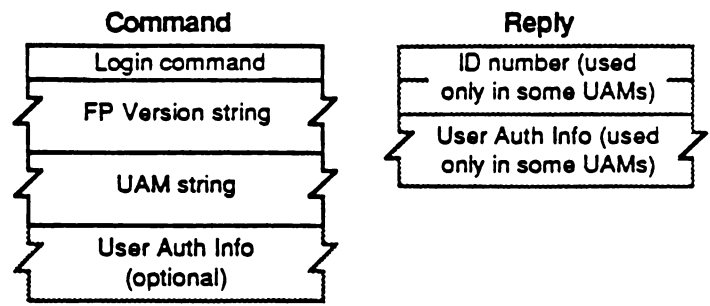 Command
Login command
FP Version string
UAM string
User Auth Info
(optional)
Reply
ID number (used
only in some UAMs)
User Auth Info (used
only in some UAMs)